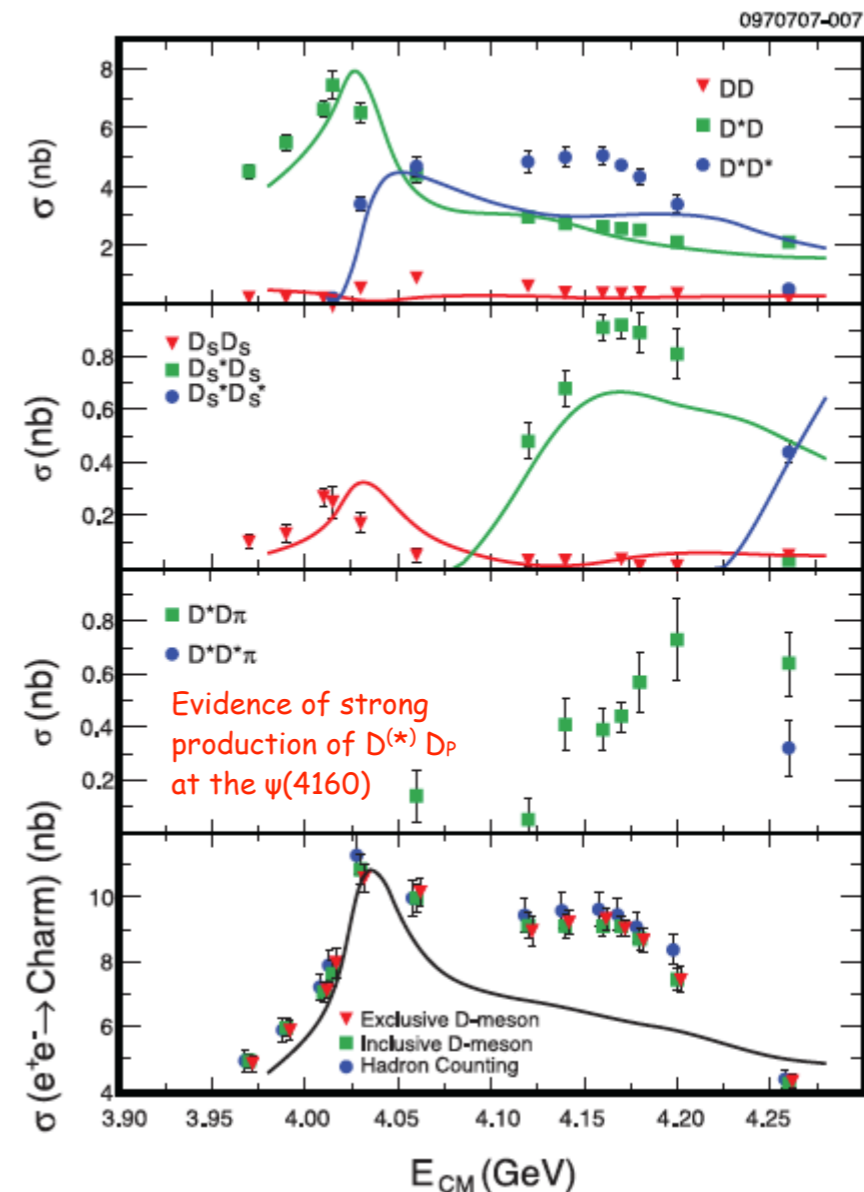 0970707-007
σ (nb)
8
6
4
2
DD
D*D
D*D*
σ (nb)
0.8
0.6
0.4
0.2
DₛDₛ
Dₛ*Dₛ
Dₛ*Dₛ*
σ (nb)
0.8
0.6
0.4
0.2
D*Dπ
D*D*π
Evidence of strong
production of D⁽*⁾ Dₚ
at the ψ(4160)
σ (e⁺e⁻→Charm) (nb)
10
8
6
4
Exclusive D-meson
Inclusive D-meson
Hadron Counting
3.90 3.95 4.00 4.05 4.10 4.15 4.20 4.25
E_CM (GeV)